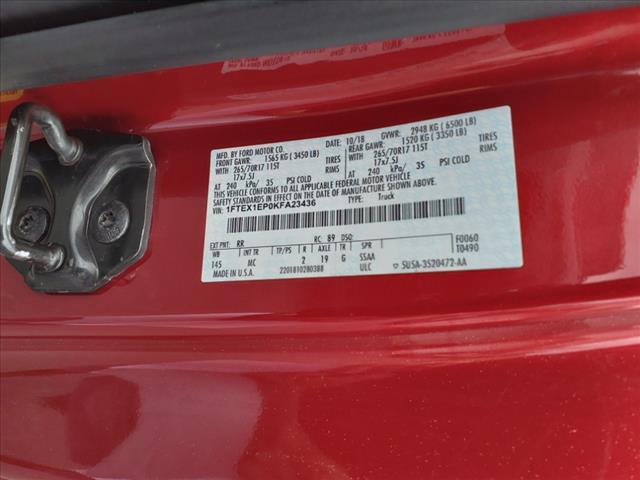 MFD. BY FORD MOTOR CO. 10/18 GVWR: 2948 KG ( 6500 LB)
FRONT GAWR: 1565 KG ( 3450 LB) REAR GAWR: 1520 KG ( 3350 LB)
WITH 265/70R17 115T TIRES WITH 265/70R17 115T TIRES
17x7.5J RIMS 17x7.5J RIMS
AT 240 kPa/ 35 PSI COLD AT 240 kPa/ 35 PSI COLD
THIS VEHICLE CONFORMS TO ALL APPLICABLE FEDERAL MOTOR VEHICLE
SAFETY STANDARDS IN EFFECT ON THE DATE OF MANUFACTURE SHOWN ABOVE.
VIN: 1FTEX1EP0KFA23436 TYPE: Truck
EXT PNT: RR RC: 89 DSO: F0060
WB INT TR TP/PS R AXLE TR SPR T0490
145 MC 2 19 G SSAA
MADE IN U.S.A. 2201810280388 ULC 5U5A-3520472-AA